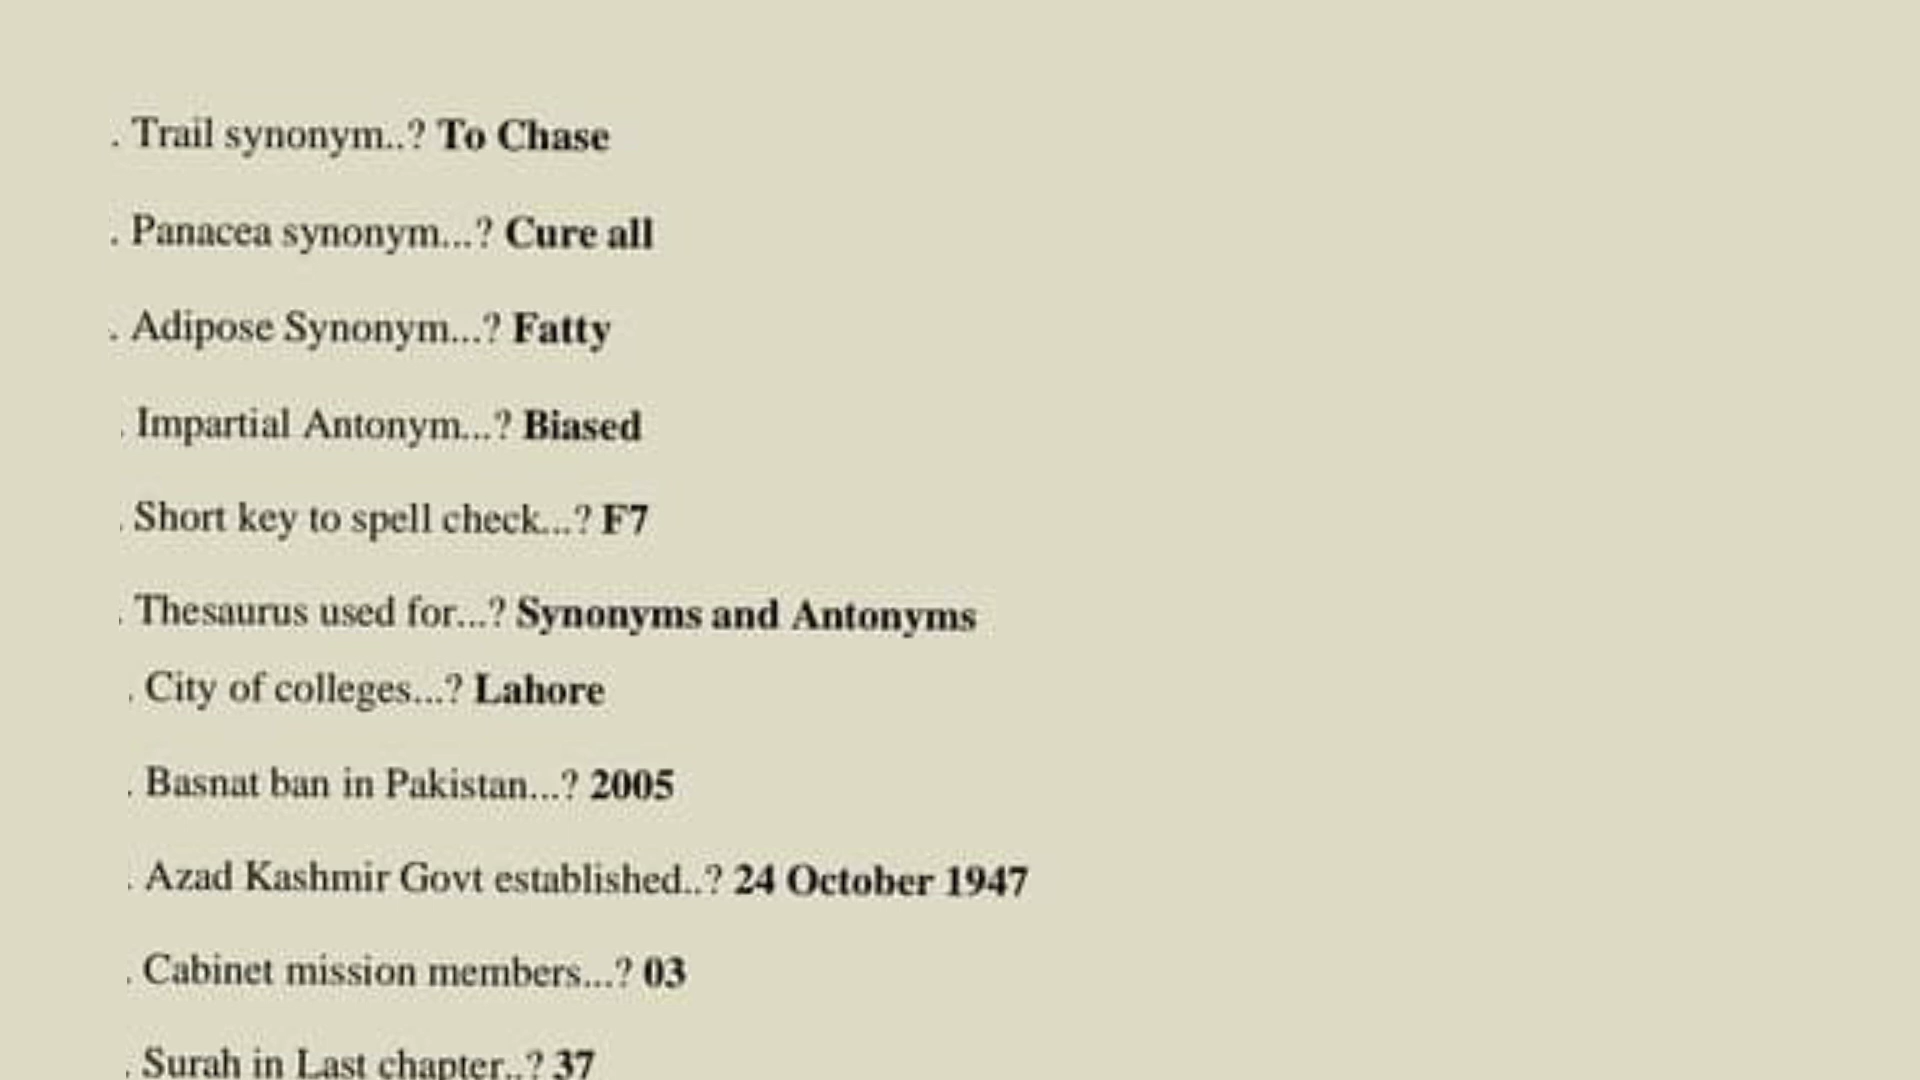 . Trail synonym..? To Chase
. Panacea synonym...? Cure all
. Adipose Synonym...? Fatty
. Impartial Antonym...? Biased
. Short key to spell check...? F7
. Thesaurus used for...? Synonyms and Antonyms
. City of colleges...? Lahore
. Basnat ban in Pakistan...? 2005
. Azad Kashmir Govt established..? 24 October 1947
. Cabinet mission members...? 03
. Surah in Last chapter..? 37